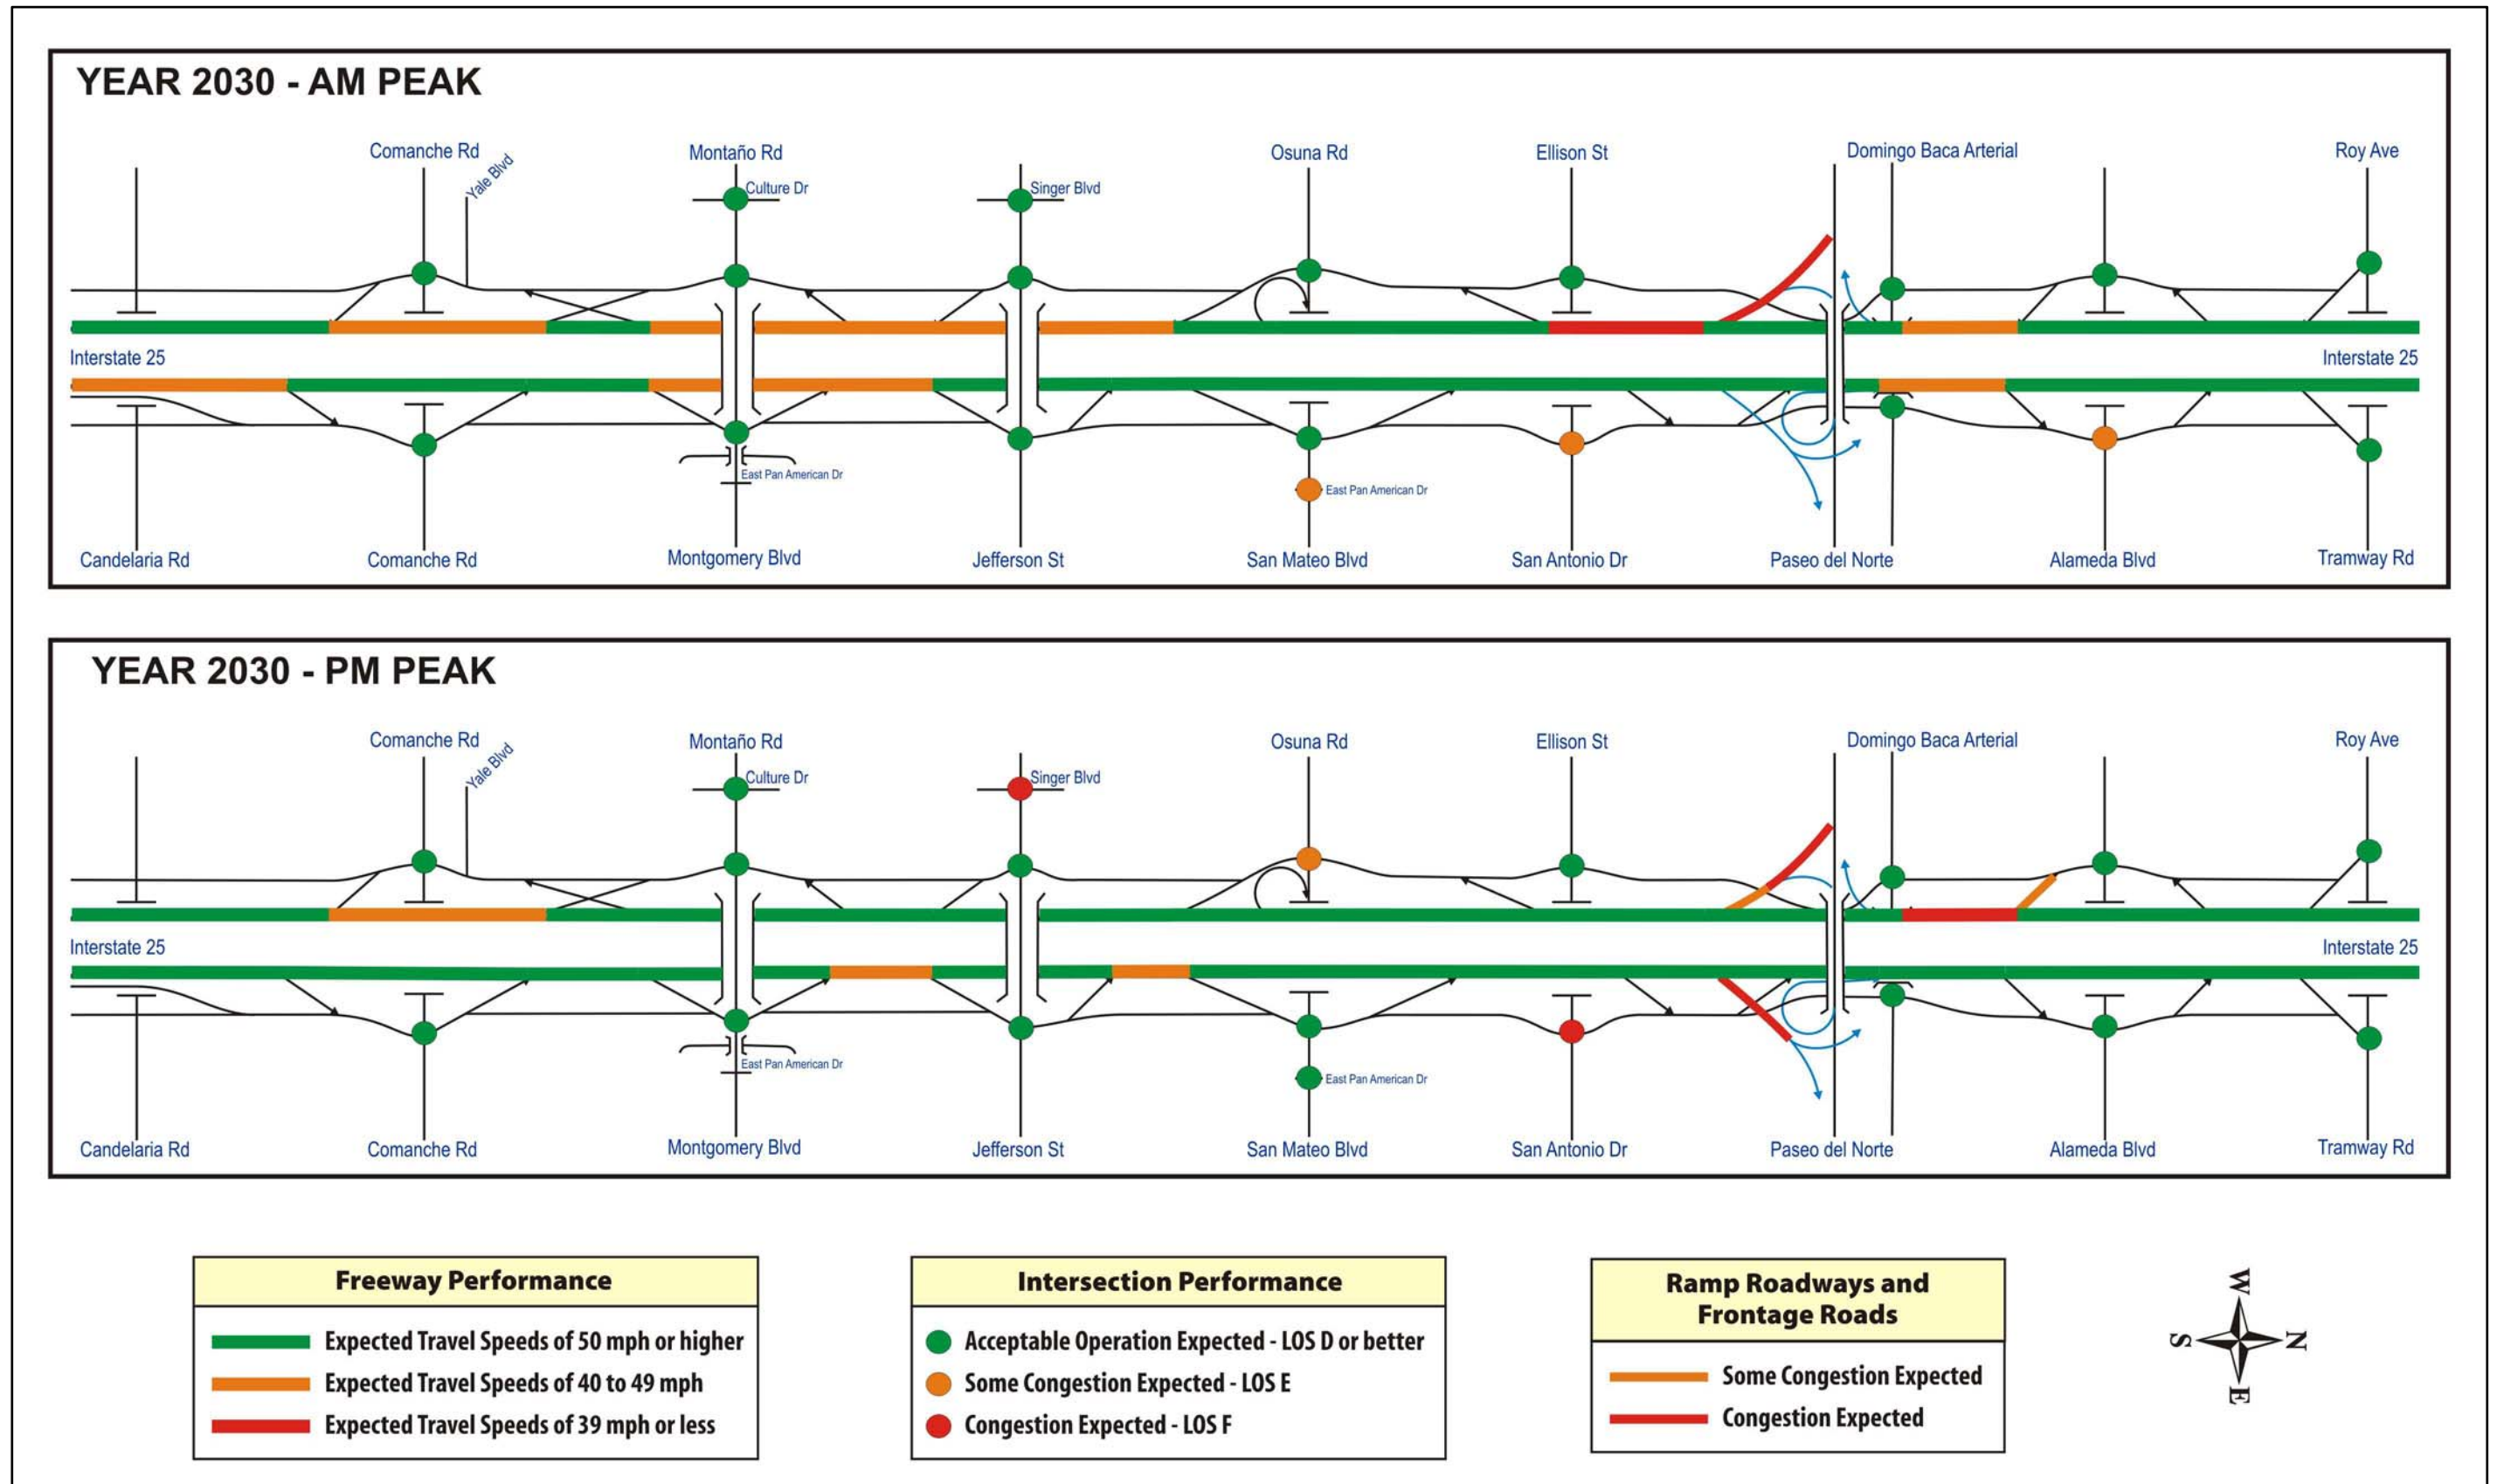 YEAR 2030 - AM PEAK
Comanche Rd
Yale Blvd
Montaño Rd
Culture Dr
Singer Blvd
Osuna Rd
Ellison St
Domingo Baca Arterial
Roy Ave
Interstate 25
Interstate 25
East Pan American Dr
East Pan American Dr
Candelaria Rd
Comanche Rd
Montgomery Blvd
Jefferson St
San Mateo Blvd
San Antonio Dr
Paseo del Norte
Alameda Blvd
Tramway Rd
YEAR 2030 - PM PEAK
Comanche Rd
Yale Blvd
Montaño Rd
Culture Dr
Singer Blvd
Osuna Rd
Ellison St
Domingo Baca Arterial
Roy Ave
Interstate 25
Interstate 25
East Pan American Dr
East Pan American Dr
Candelaria Rd
Comanche Rd
Montgomery Blvd
Jefferson St
San Mateo Blvd
San Antonio Dr
Paseo del Norte
Alameda Blvd
Tramway Rd
Freeway Performance
Expected Travel Speeds of 50 mph or higher
Expected Travel Speeds of 40 to 49 mph
Expected Travel Speeds of 39 mph or less
Intersection Performance
Acceptable Operation Expected - LOS D or better
Some Congestion Expected - LOS E
Congestion Expected - LOS F
Ramp Roadways and
Frontage Roads
Some Congestion Expected
Congestion Expected
W
S
N
E